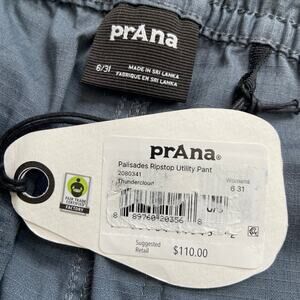 prAna
6/31
MADE IN SRI LANKA
FABRIQUÉ EN SRI LANKA
prAna®
Palisades Ripstop Utility Pant
2080341
Thundercloud
Womens
6 31
FAIR TRADE
CERTIFIED
FACTORY
Suggested
Retail
$110.00